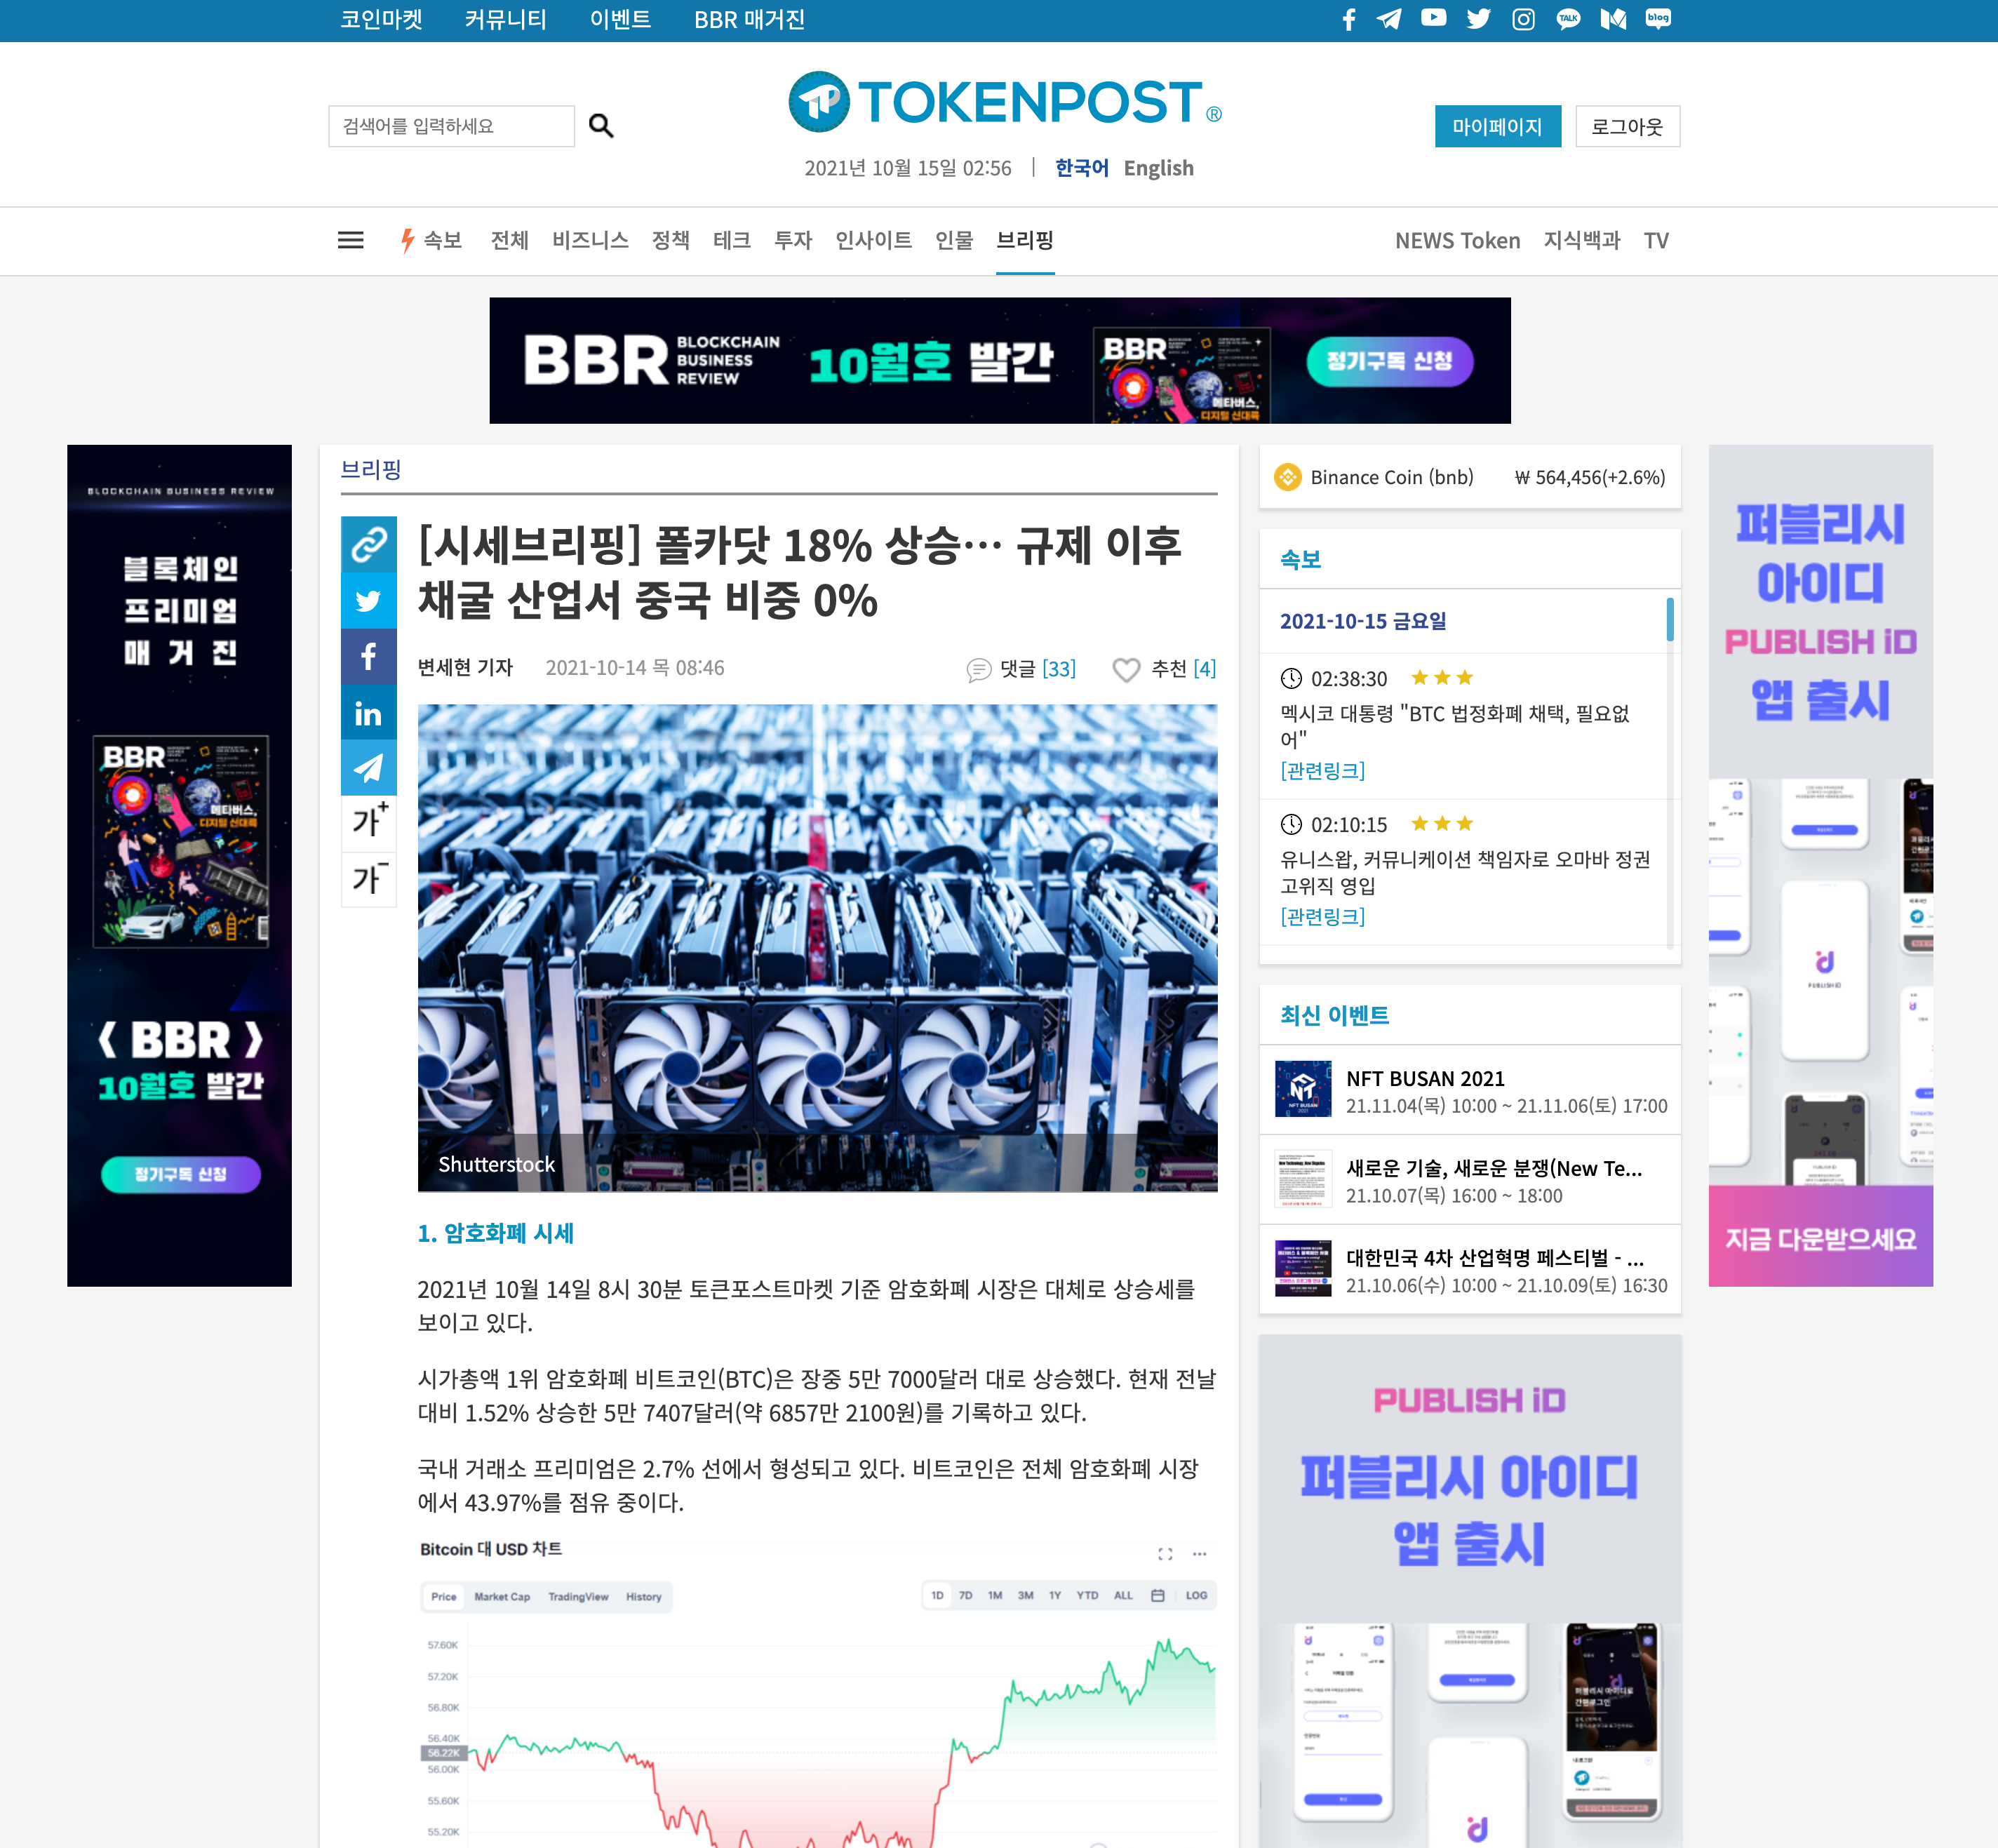 코인마켓 커뮤니티 이벤트 BBR 매거진
TALK
blog
검색어를 입력하세요
TOKENPOST®
마이페이지 로그아웃
2021년 10월 15일 02:56 | 한국어 English
속보 전체 비즈니스 정책 테크 투자 인사이트 인물 브리핑
NEWS Token 지식백과 TV
BBR BLOCKCHAIN BUSINESS REVIEW 10월호 발간
BBR
메타버스,
디지털 신대륙
정기구독 신청
BLOCKCHAIN BUSINESS REVIEW
블록체인
프리미엄
매거진
BBR
메타버스,
디지털 신대륙
⟨ BBR ⟩
10월호 발간
정기구독 신청
브리핑
[시세브리핑] 폴카닷 18% 상승… 규제 이후
채굴 산업서 중국 비중 0%
변세현 기자 2021-10-14 목 08:46
댓글 [33] 추천 [4]
가+
가-
Shutterstock
1. 암호화폐 시세
2021년 10월 14일 8시 30분 토큰포스트마켓 기준 암호화폐 시장은 대체로 상승세를
보이고 있다.
시가총액 1위 암호화폐 비트코인(BTC)은 장중 5만 7000달러 대로 상승했다. 현재 전날
대비 1.52% 상승한 5만 7407달러(약 6857만 2100원)를 기록하고 있다.
국내 거래소 프리미엄은 2.7% 선에서 형성되고 있다. 비트코인은 전체 암호화폐 시장
에서 43.97%를 점유 중이다.
Bitcoin 대 USD 차트
Price Market Cap TradingView History
1D 7D 1M 3M 1Y YTD ALL LOG
57.60K
57.20K
56.80K
56.40K
56.22K
56.00K
55.60K
55.20K
Binance Coin (bnb) ₩ 564,456(+2.6%)
속보
2021-10-15 금요일
02:38:30 ★★★
멕시코 대통령 "BTC 법정화폐 채택, 필요없
어"
[관련링크]
02:10:15 ★★★
유니스왑, 커뮤니케이션 책임자로 오마바 정권
고위직 영입
[관련링크]
최신 이벤트
NFT BUSAN 2021
21.11.04(목) 10:00 ~ 21.11.06(토) 17:00
새로운 기술, 새로운 분쟁(New Te...
21.10.07(목) 16:00 ~ 18:00
대한민국 4차 산업혁명 페스티벌 - ...
21.10.06(수) 10:00 ~ 21.10.09(토) 16:30
PUBLISH iD
퍼블리시 아이디
앱 출시
퍼블리시 아이디로
간편로그인
퍼블리시
아이디
PUBLISH iD
앱 출시
PUBLISH iD
지금 다운받으세요